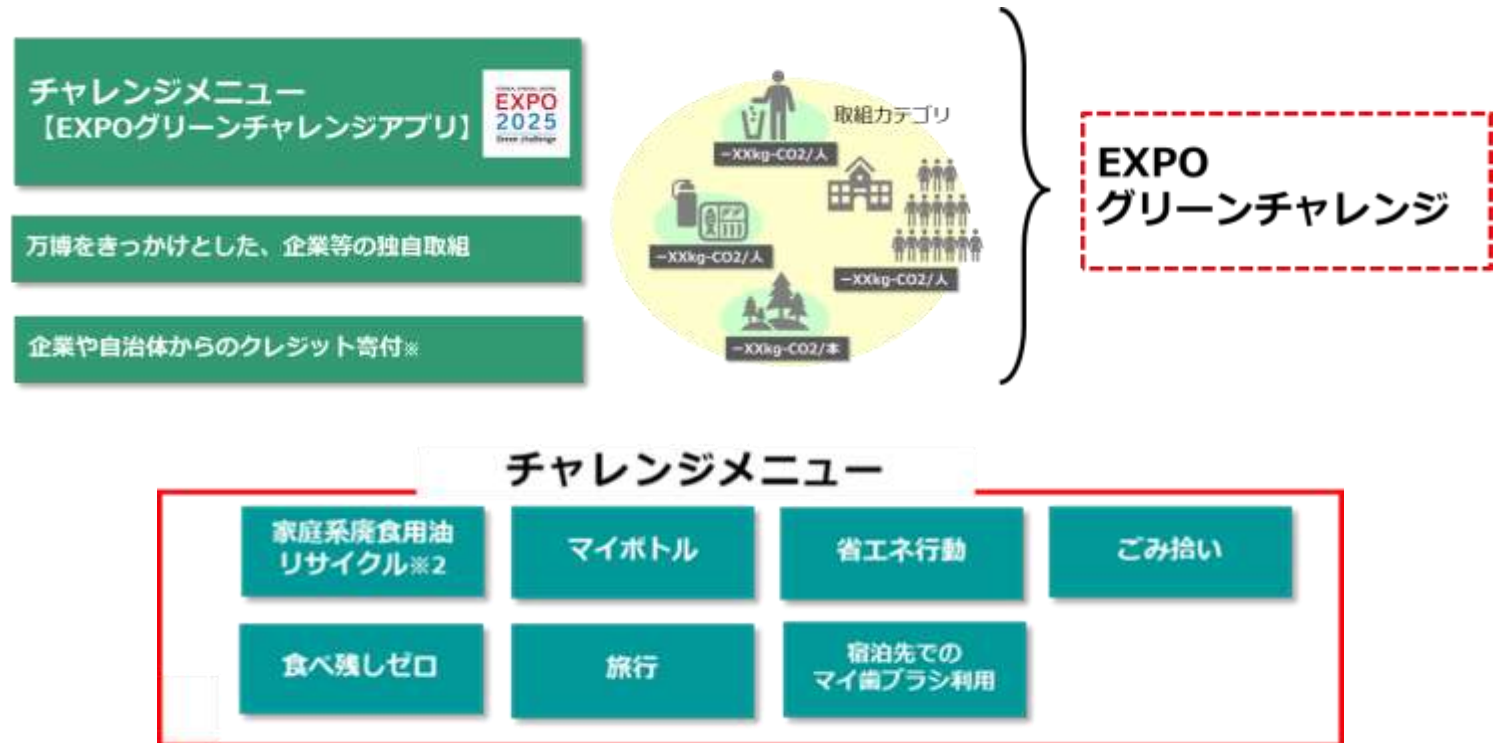 チャレンジメニュー
【EXPOグリーンチャレンジアプリ】
EXPO
2025
Green challenge
万博をきっかけとした、企業等の独自取組
企業や自治体からのクレジット寄付※
取組カテゴリ
−XXkg-CO2/人
−XXkg-CO2/人
−XXkg-CO2/人
−XXkg-CO2/本
EXPO
グリーンチャレンジ
チャレンジメニュー
家庭系廃食用油
リサイクル※2
マイボトル
省エネ行動
ごみ拾い
食べ残しゼロ
旅行
宿泊先での
マイ歯ブラシ利用